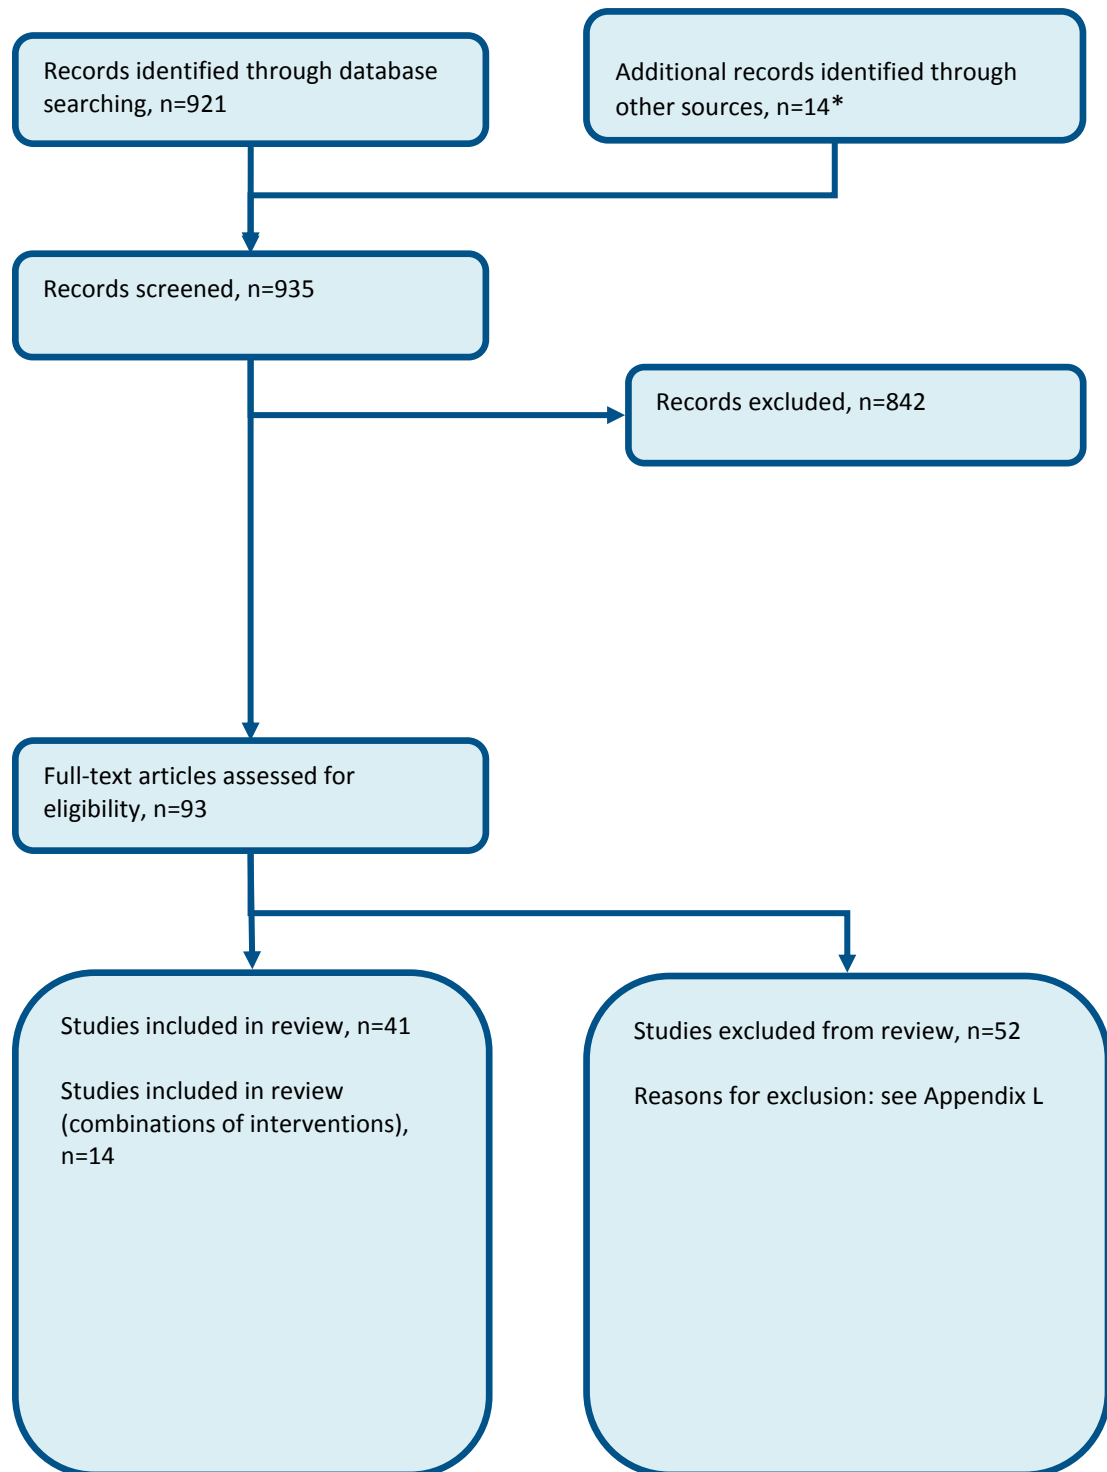 Records identified through database
searching, n=921
Additional records identified through
other sources, n=14*
Records screened, n=935
Records excluded, n=842
Full-text articles assessed for
eligibility, n=93
Studies included in review, n=41
Studies included in review
(combinations of interventions),
n=14
Studies excluded from review, n=52
Reasons for exclusion: see Appendix L